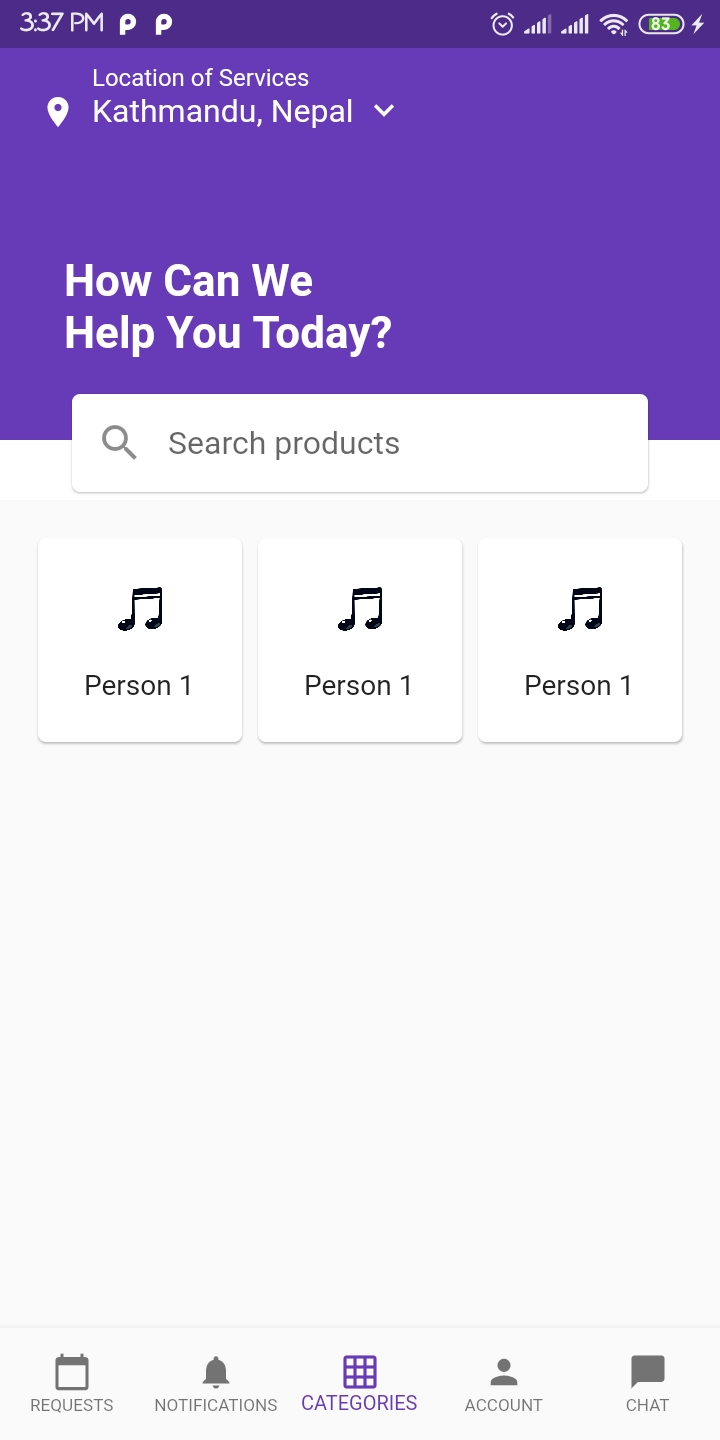 3:37 PM
83
Location of Services
Kathmandu, Nepal
How Can We
Help You Today?
Search products
Person 1 Person 1 Person 1
REQUESTS NOTIFICATIONS CATEGORIES ACCOUNT CHAT